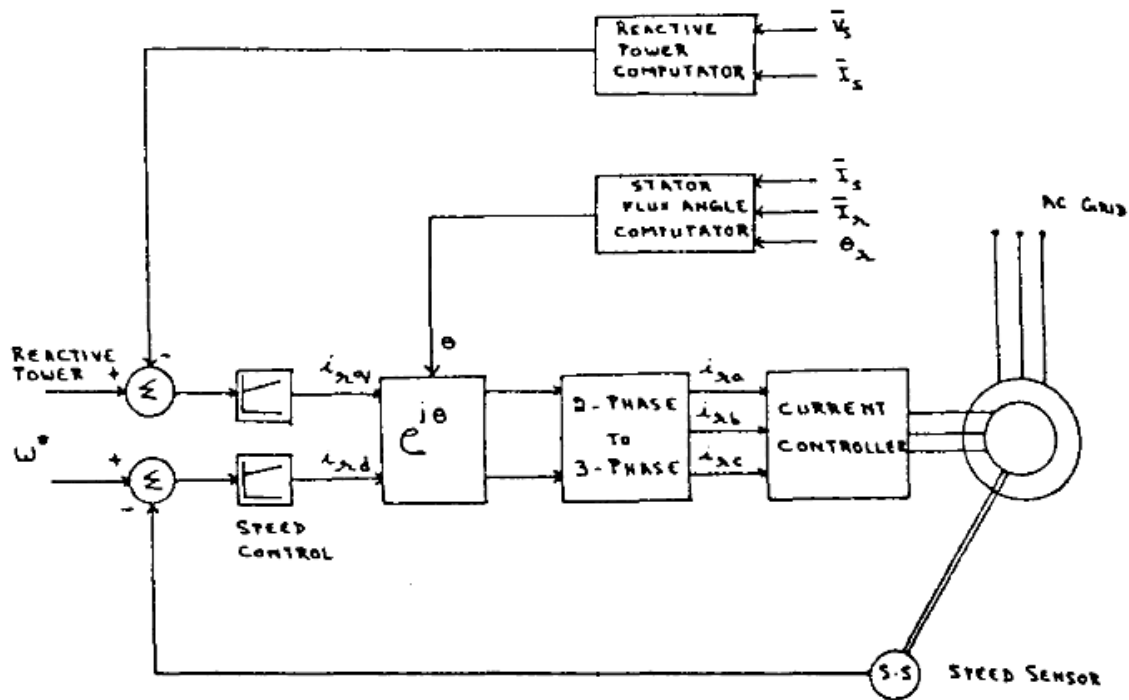 REACTIVE
POWER
COMPUTATOR
V̄s
Īs
STATOR
FLUX ANGLE
COMPUTATOR
Īs
Īr
θr
AC GRID
θ
REACTIVE
POWER
+
-
Σ
irq
e^jθ
2-PHASE
TO
3-PHASE
ira
irb
irc
CURRENT
CONTROLLER
ω*
+
-
Σ
ird
SPEED
CONTROL
S.S
SPEED SENSOR